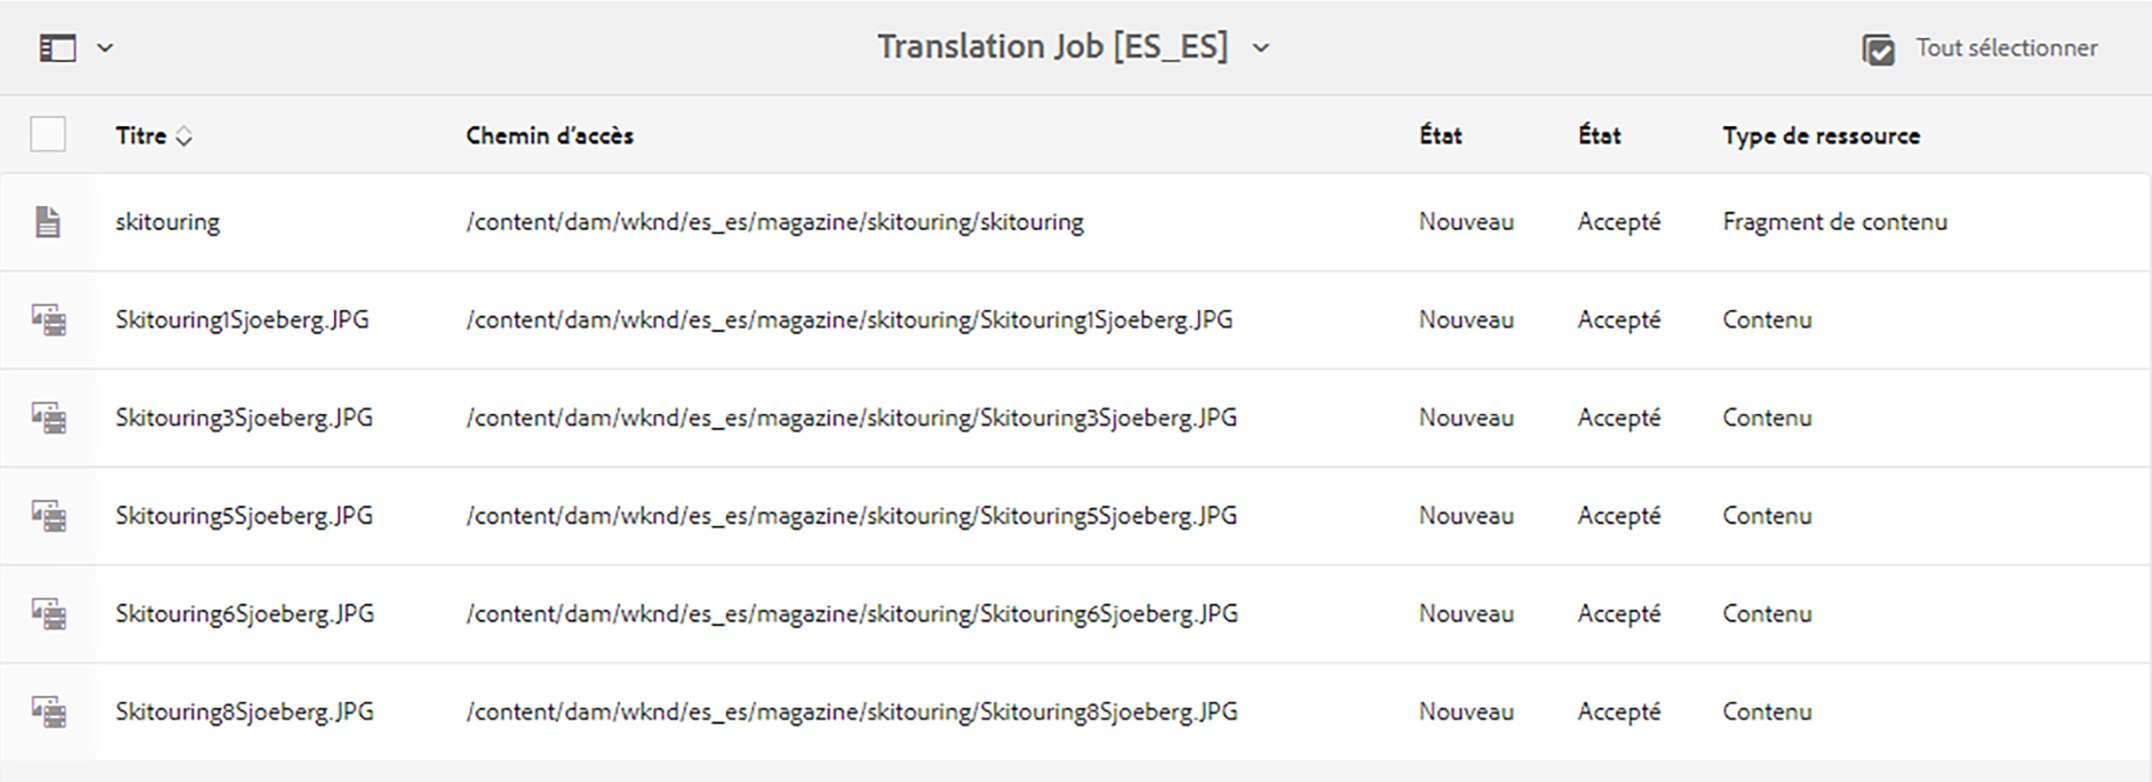 Translation Job [ES_ES]
Tout sélectionner
Titre Chemin d'accès État État Type de ressource
skitouring /content/dam/wknd/es_es/magazine/skitouring/skitouring Nouveau Accepté Fragment de contenu
Skitouring1Sjoeberg.JPG /content/dam/wknd/es_es/magazine/skitouring/Skitouring1Sjoeberg.JPG Nouveau Accepté Contenu
Skitouring3Sjoeberg.JPG /content/dam/wknd/es_es/magazine/skitouring/Skitouring3Sjoeberg.JPG Nouveau Accepté Contenu
Skitouring5Sjoeberg.JPG /content/dam/wknd/es_es/magazine/skitouring/Skitouring5Sjoeberg.JPG Nouveau Accepté Contenu
Skitouring6Sjoeberg.JPG /content/dam/wknd/es_es/magazine/skitouring/Skitouring6Sjoeberg.JPG Nouveau Accepté Contenu
Skitouring8Sjoeberg.JPG /content/dam/wknd/es_es/magazine/skitouring/Skitouring8Sjoeberg.JPG Nouveau Accepté Contenu